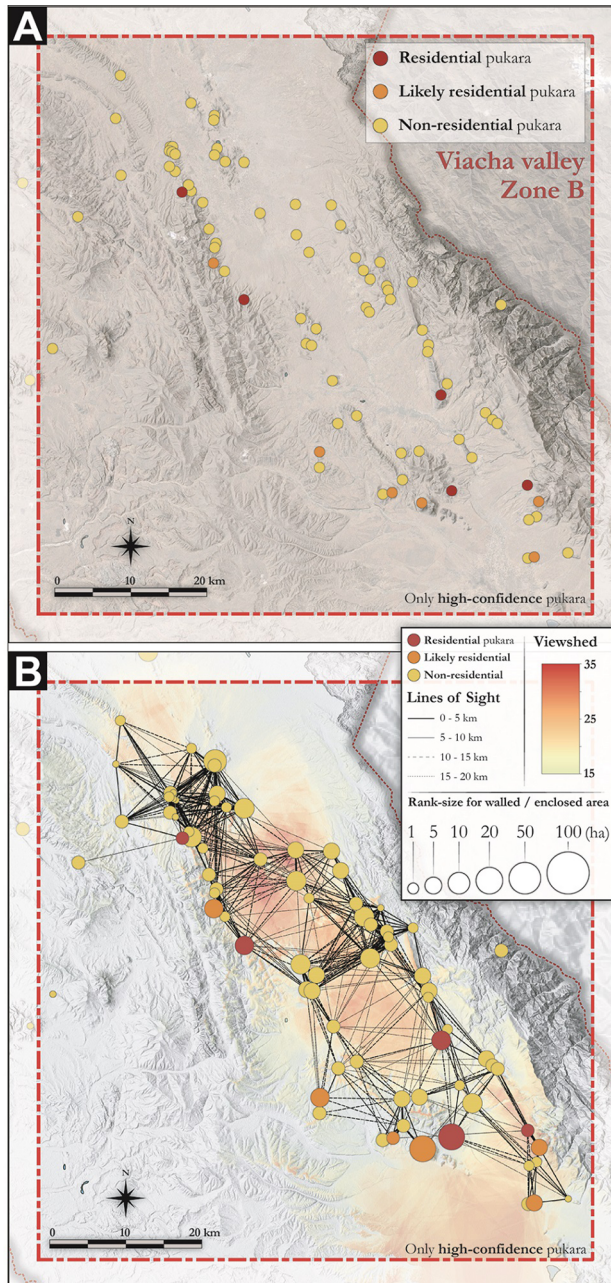 A
Residential pukara
Likely residential pukara
Non-residential pukara
Viacha valley
Zone B
N
0 10 20 km
Only high-confidence pukara
B
Residential pukara
Likely residential
Non-residential
Lines of Sight
0 - 5 km
5 - 10 km
10 - 15 km
15 - 20 km
Viewshed
35
25
15
Rank-size for walled / enclosed area
1 5 10 20 50 100 (ha)
N
0 10 20 km
Only high-confidence pukara